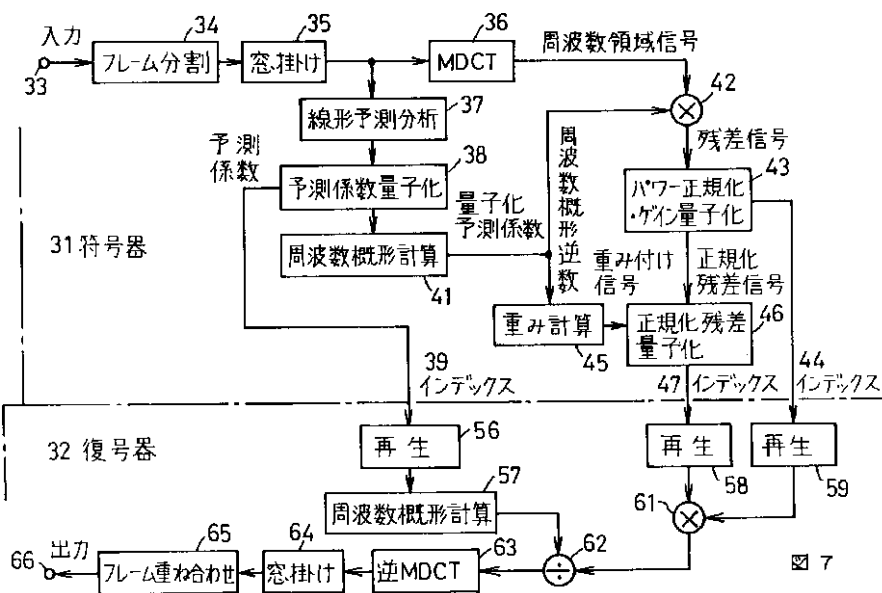 入力
33
34
フレーム分割
35
窓掛け
36
MDCT
周波数領域信号
42
37
線形予測分析
予測
係数
38
予測係数量子化
量子化
予測係数
周波数概形計算
41
周波数概形逆数
残差信号
43
パワー正規化
・ゲイン量子化
31 符号器
重み付け
信号
正規化
残差信号
重み計算
45
46
正規化残差
量子化
39
インデックス
47 インデックス
44
インデックス
32 復号器
再生
56
再生
58
再生
59
57
周波数概形計算
61
62
63
逆MDCT
64
窓掛け
65
フレーム重ね合わせ
出力
66
図 7